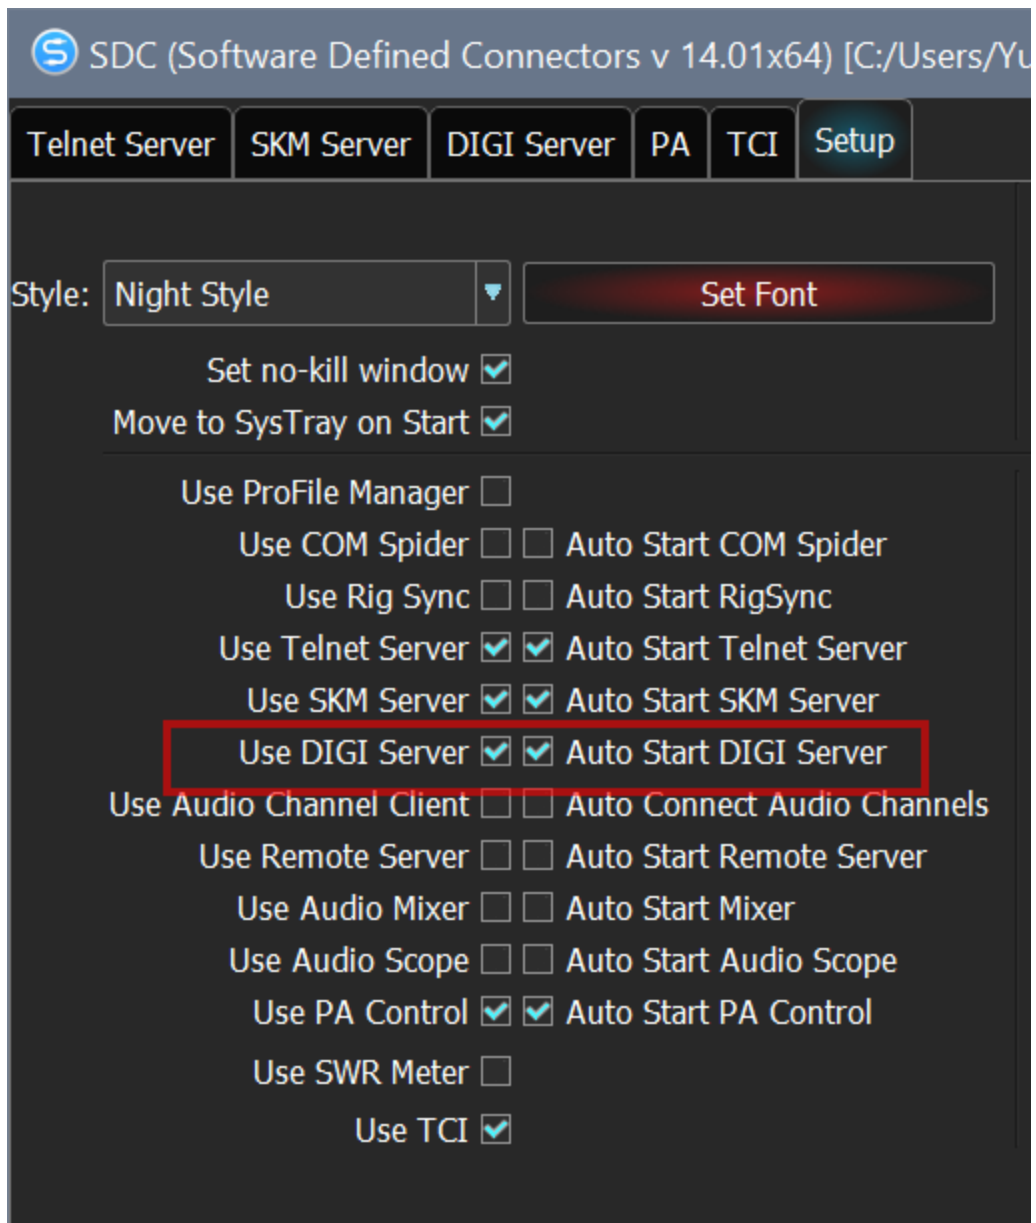 SDC (Software Defined Connectors v 14.01x64) [C:/Users/Yu
Telnet Server SKM Server DIGI Server PA TCI Setup
Style: Night Style Set Font
Set no-kill window
Move to SysTray on Start
Use ProFile Manager
Use COM Spider Auto Start COM Spider
Use Rig Sync Auto Start RigSync
Use Telnet Server Auto Start Telnet Server
Use SKM Server Auto Start SKM Server
Use DIGI Server Auto Start DIGI Server
Use Audio Channel Client Auto Connect Audio Channels
Use Remote Server Auto Start Remote Server
Use Audio Mixer Auto Start Mixer
Use Audio Scope Auto Start Audio Scope
Use PA Control Auto Start PA Control
Use SWR Meter
Use TCI